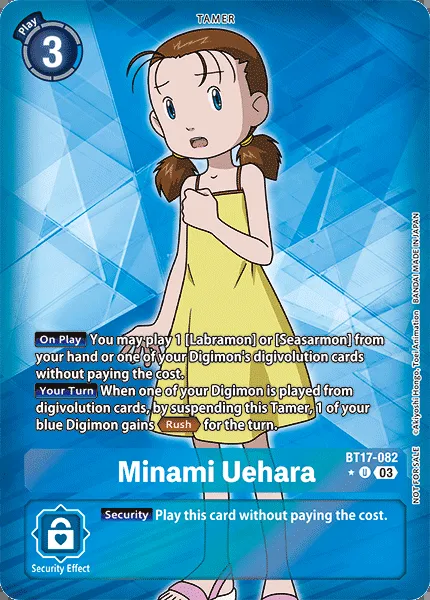 TAMER
Play
3
On Play You may play 1 [Labramon] or [Seasarmon] from
your hand or one of your Digimon's digivolution cards
without paying the cost.
Your Turn When one of your Digimon is played from
digivolution cards, by suspending this Tamer, 1 of your
blue Digimon gains Rush for the turn.
Minami Uehara
BT17-082
★ U 03
Security Play this card without paying the cost.
Security Effect
NOT FOR SALE ©Akiyoshi Hongo, Toei Animation BANDAI MADE IN JAPAN